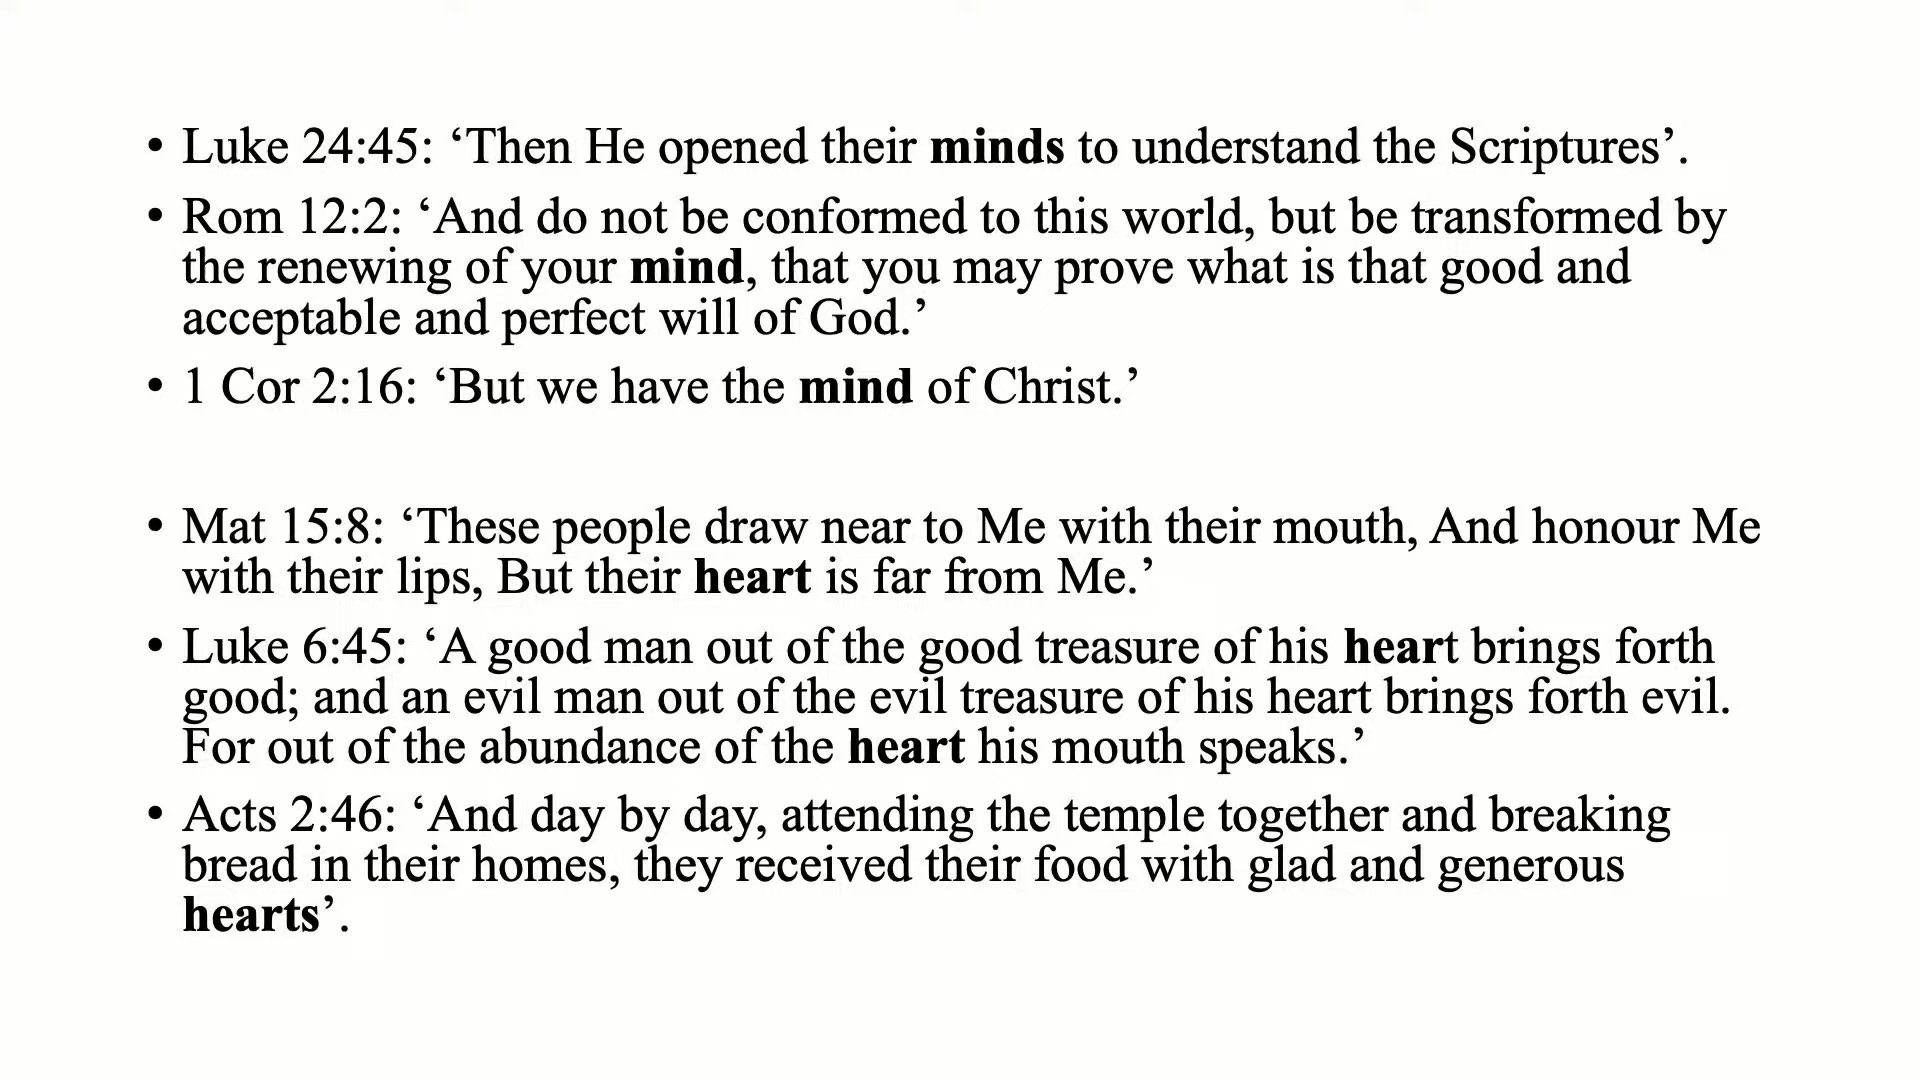 • Luke 24:45: ‘Then He opened their minds to understand the Scriptures’.
• Rom 12:2: ‘And do not be conformed to this world, but be transformed by
the renewing of your mind, that you may prove what is that good and
acceptable and perfect will of God.’
• 1 Cor 2:16: ‘But we have the mind of Christ.’
• Mat 15:8: ‘These people draw near to Me with their mouth, And honour Me
with their lips, But their heart is far from Me.’
• Luke 6:45: ‘A good man out of the good treasure of his heart brings forth
good; and an evil man out of the evil treasure of his heart brings forth evil.
For out of the abundance of the heart his mouth speaks.’
• Acts 2:46: ‘And day by day, attending the temple together and breaking
bread in their homes, they received their food with glad and generous
hearts’.